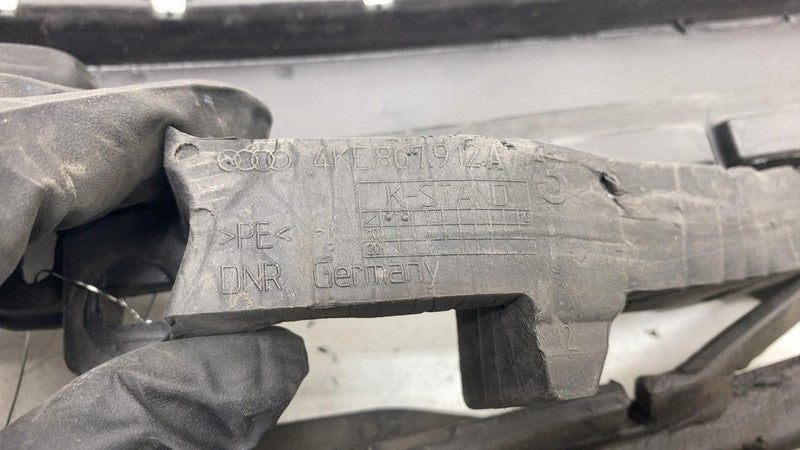 4KE.807.912.A
K-STAND
>PE<
DNR Germany